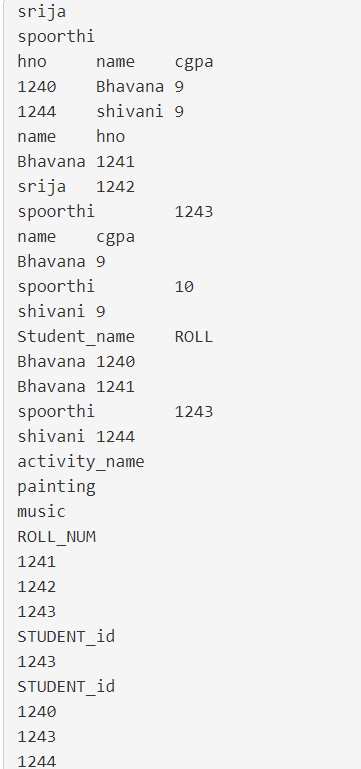 srija
spoorthi
hno name cgpa
1240 Bhavana 9
1244 shivani 9
name hno
Bhavana 1241
srija 1242
spoorthi 1243
name cgpa
Bhavana 9
spoorthi 10
shivani 9
Student_name ROLL
Bhavana 1240
Bhavana 1241
spoorthi 1243
shivani 1244
activity_name
painting
music
ROLL_NUM
1241
1242
1243
STUDENT_id
1243
STUDENT_id
1240
1243
1244